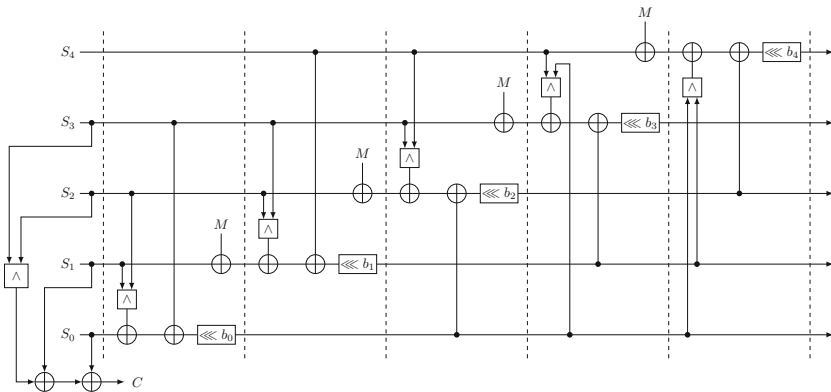 M
S₄
∧
⋘ b₄
M
S₃
∧
⋘ b₃
M
∧
S₂
⋘ b₂
M
∧
S₁
∧
⋘ b₁
∧
S₀
⋘ b₀
C